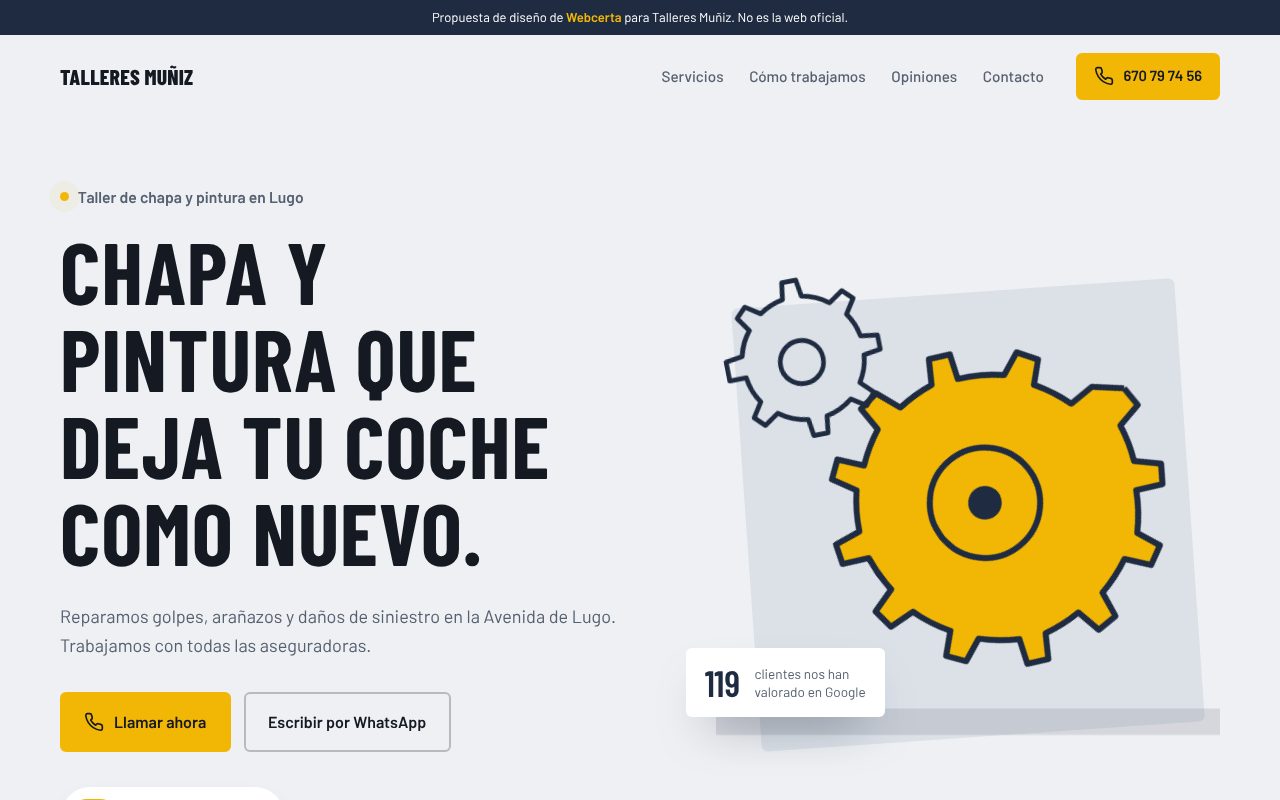 Propuesta de diseño de Webcerta para Talleres Muñiz. No es la web oficial.
TALLERES MUÑIZ
Servicios
Cómo trabajamos
Opiniones
Contacto
670 79 74 56
Taller de chapa y pintura en Lugo
CHAPA Y
PINTURA QUE
DEJA TU COCHE
COMO NUEVO.
Reparamos golpes, arañazos y daños de siniestro en la Avenida de Lugo.
Trabajamos con todas las aseguradoras.
Llamar ahora
Escribir por WhatsApp
119
clientes nos han
valorado en Google